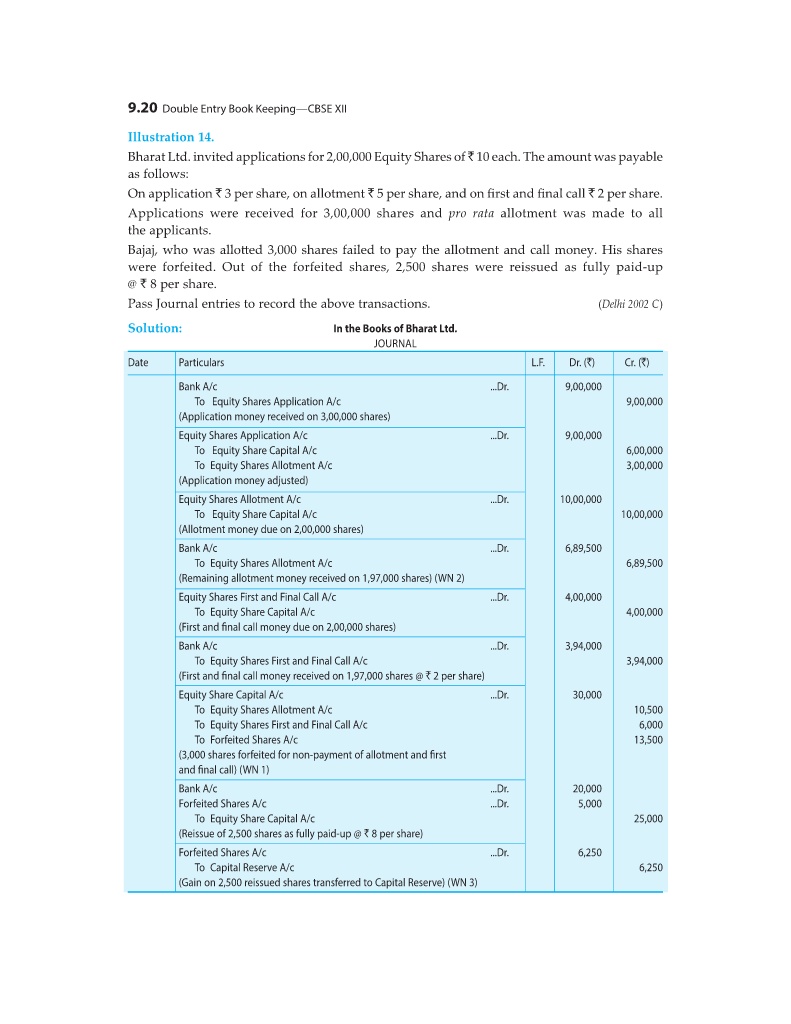 9.20 Double Entry Book Keeping—CBSE XII
Illustration 14.
Bharat Ltd. invited applications for 2,00,000 Equity Shares of ₹ 10 each. The amount was payable
as follows:
On application ₹ 3 per share, on allotment ₹ 5 per share, and on first and final call ₹ 2 per share.
Applications were received for 3,00,000 shares and pro rata allotment was made to all
the applicants.
Bajaj, who was allotted 3,000 shares failed to pay the allotment and call money. His shares
were forfeited. Out of the forfeited shares, 2,500 shares were reissued as fully paid-up
@ ₹ 8 per share.
Pass Journal entries to record the above transactions. (Delhi 2002 C)
Solution: In the Books of Bharat Ltd.
JOURNAL
Date Particulars L.F. Dr. (₹) Cr. (₹)
Bank A/c ...Dr. 9,00,000
To Equity Shares Application A/c 9,00,000
(Application money received on 3,00,000 shares)
Equity Shares Application A/c ...Dr. 9,00,000
To Equity Share Capital A/c 6,00,000
To Equity Shares Allotment A/c 3,00,000
(Application money adjusted)
Equity Shares Allotment A/c ...Dr. 10,00,000
To Equity Share Capital A/c 10,00,000
(Allotment money due on 2,00,000 shares)
Bank A/c ...Dr. 6,89,500
To Equity Shares Allotment A/c 6,89,500
(Remaining allotment money received on 1,97,000 shares) (WN 2)
Equity Shares First and Final Call A/c ...Dr. 4,00,000
To Equity Share Capital A/c 4,00,000
(First and final call money due on 2,00,000 shares)
Bank A/c ...Dr. 3,94,000
To Equity Shares First and Final Call A/c 3,94,000
(First and final call money received on 1,97,000 shares @ ₹ 2 per share)
Equity Share Capital A/c ...Dr. 30,000
To Equity Shares Allotment A/c 10,500
To Equity Shares First and Final Call A/c 6,000
To Forfeited Shares A/c 13,500
(3,000 shares forfeited for non-payment of allotment and first
and final call) (WN 1)
Bank A/c ...Dr. 20,000
Forfeited Shares A/c ...Dr. 5,000
To Equity Share Capital A/c 25,000
(Reissue of 2,500 shares as fully paid-up @ ₹ 8 per share)
Forfeited Shares A/c ...Dr. 6,250
To Capital Reserve A/c 6,250
(Gain on 2,500 reissued shares transferred to Capital Reserve) (WN 3)